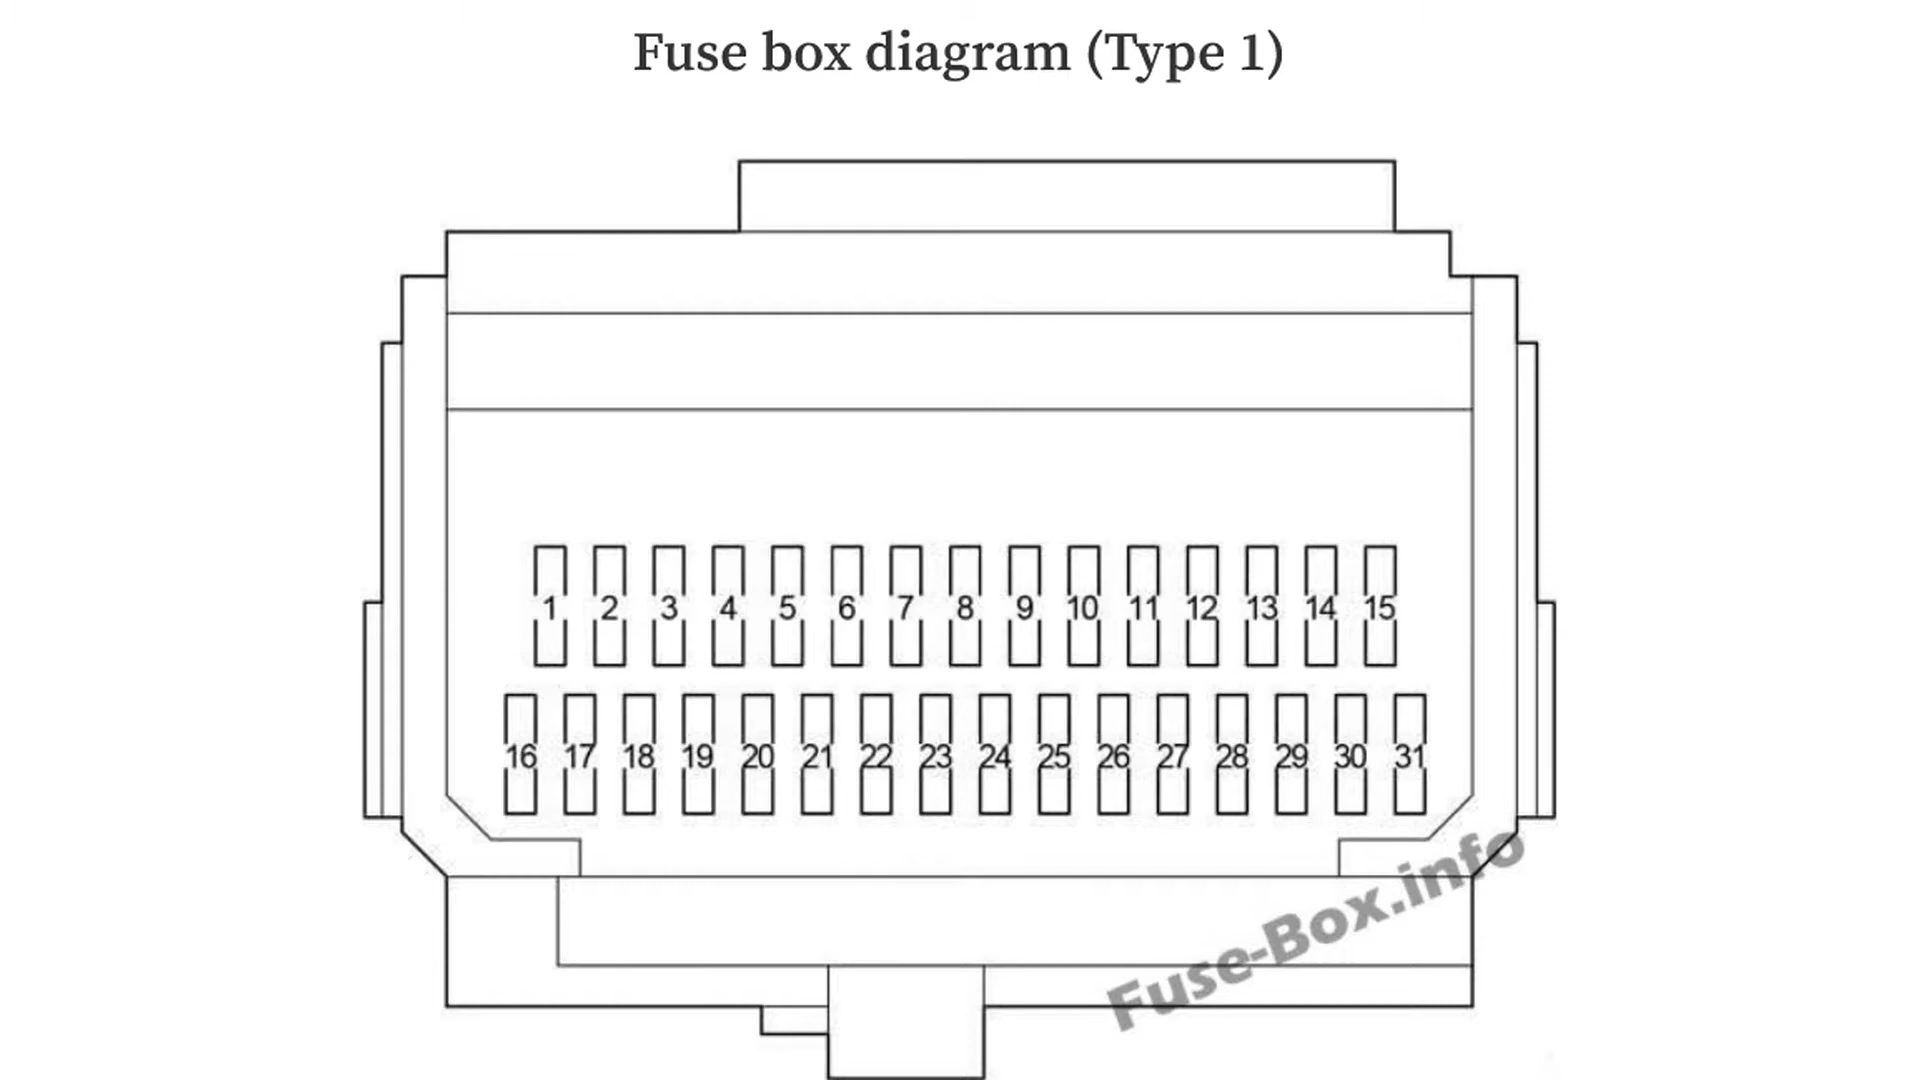 Fuse box diagram (Type 1)
1 2 3 4 5 6 7 8 9 10 11 12 13 14 15
16 17 18 19 20 21 22 23 24 25 26 27 28 29 30 31
Fuse-Box.info